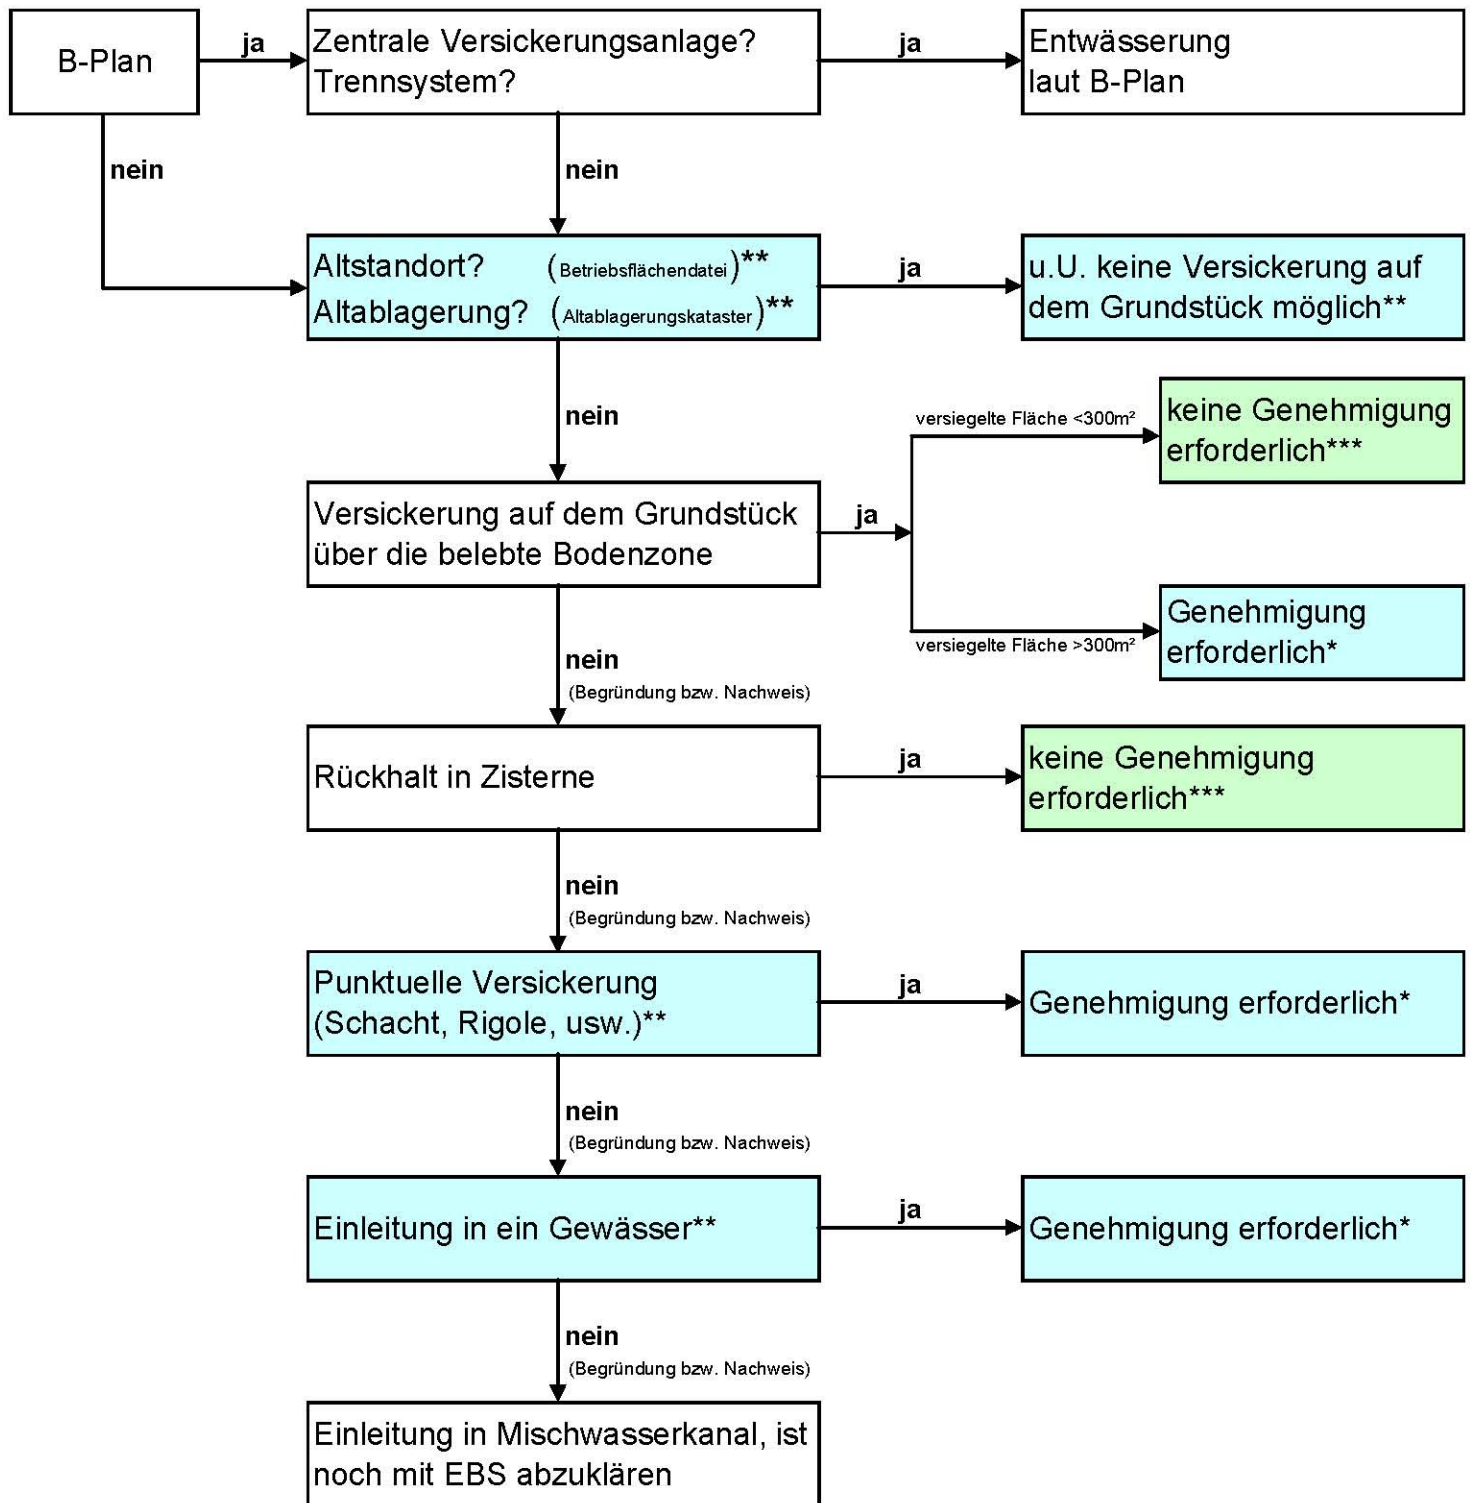 B-Plan
ja
Zentrale Versickerungsanlage?
Trennsystem?
ja
Entwässerung
laut B-Plan
nein
nein
Altstandort? (Betriebsflächendatei)**
Altablagerung? (Altablagerungskataster)**
ja
u.U. keine Versickerung auf
dem Grundstück möglich**
nein
versiegelte Fläche <300m²
keine Genehmigung
erforderlich***
Versickerung auf dem Grundstück
über die belebte Bodenzone
ja
versiegelte Fläche >300m²
Genehmigung
erforderlich*
nein
(Begründung bzw. Nachweis)
Rückhalt in Zisterne
ja
keine Genehmigung
erforderlich***
nein
(Begründung bzw. Nachweis)
Punktuelle Versickerung
(Schacht, Rigole, usw.)**
ja
Genehmigung erforderlich*
nein
(Begründung bzw. Nachweis)
Einleitung in ein Gewässer**
ja
Genehmigung erforderlich*
nein
(Begründung bzw. Nachweis)
Einleitung in Mischwasserkanal, ist
noch mit EBS abzuklären